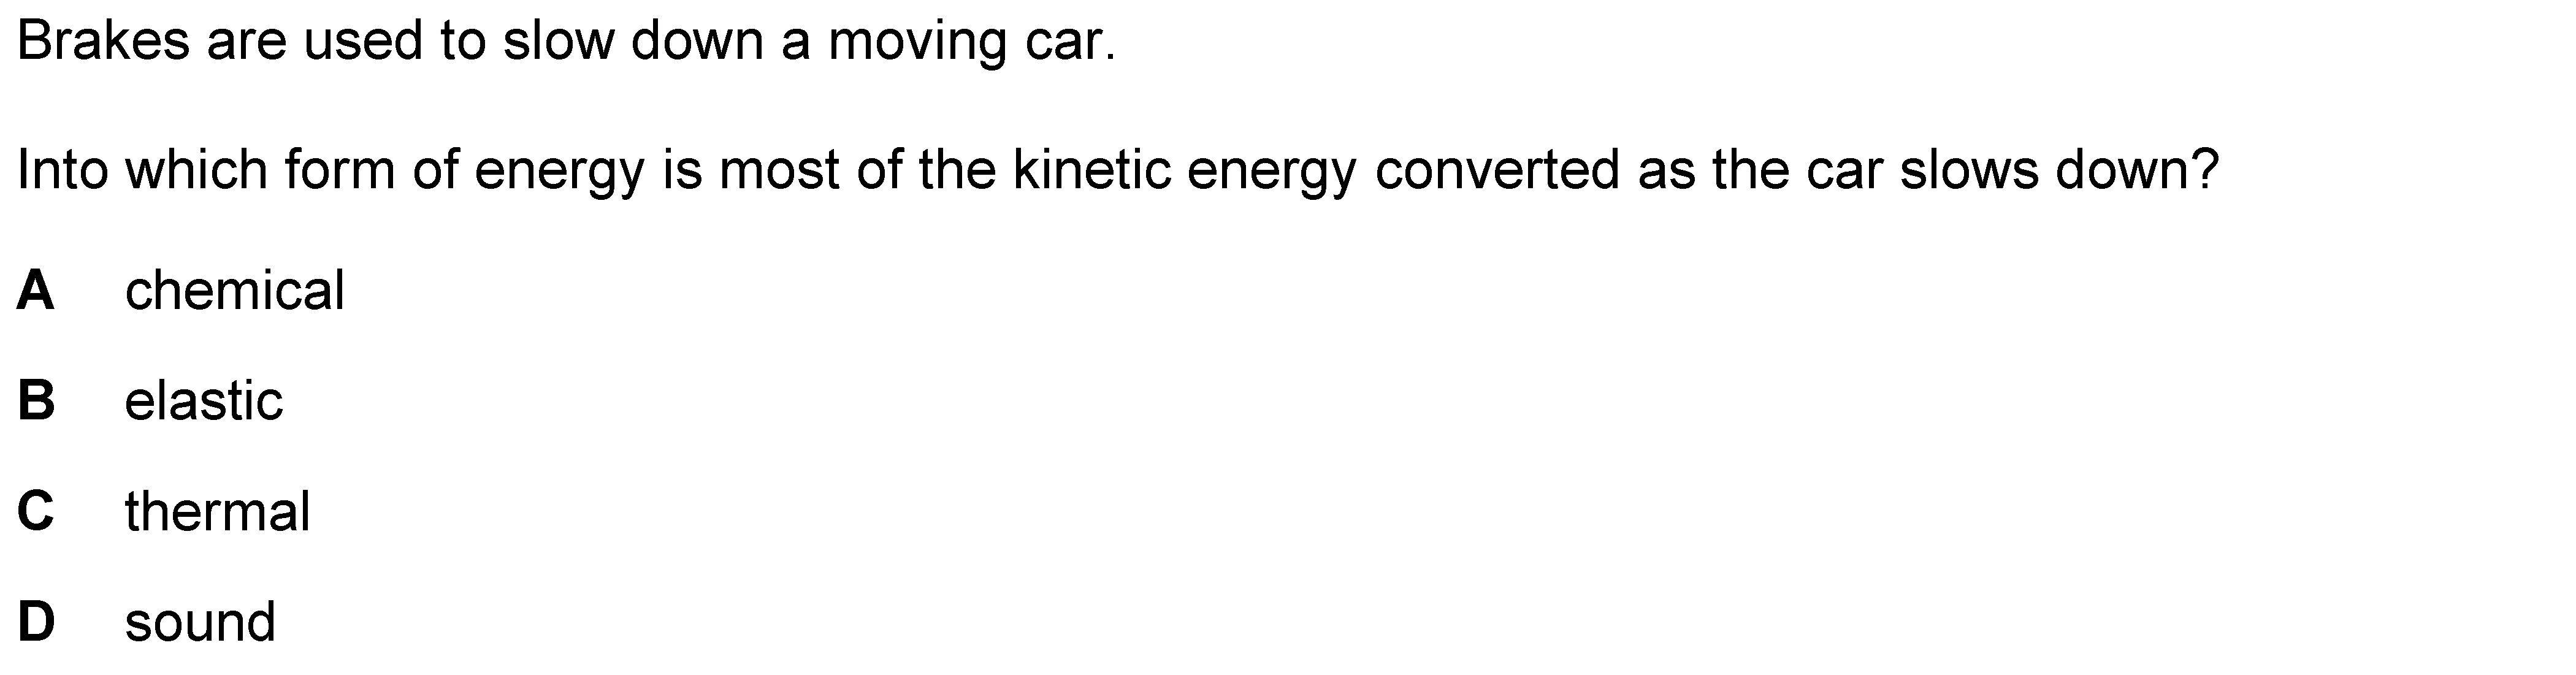 Brakes are used to slow down a moving car.
Into which form of energy is most of the kinetic energy converted as the car slows down?
A chemical
B elastic
C thermal
D sound